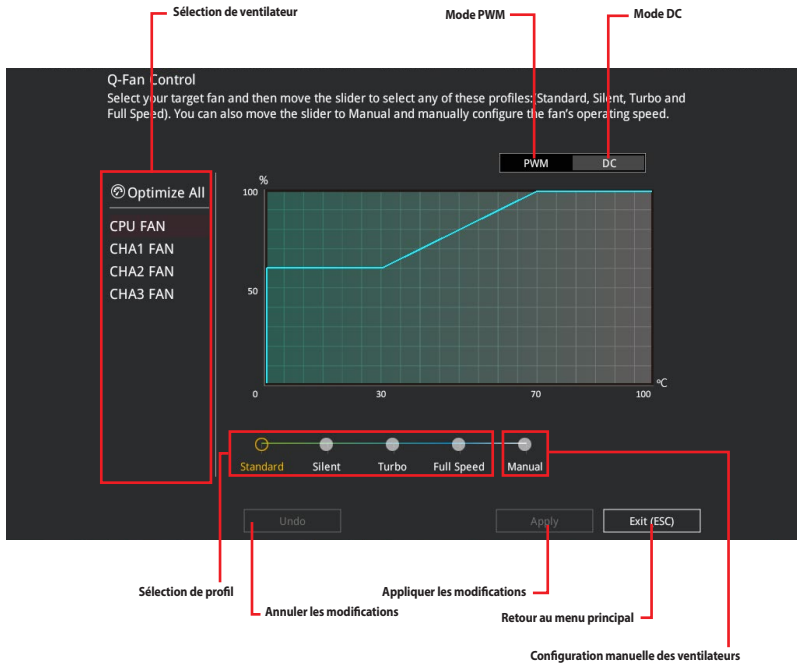 Sélection de ventilateur
Mode PWM
Mode DC
Q-Fan Control
Select your target fan and then move the slider to select any of these profiles:(Standard, Silent, Turbo and
Full Speed). You can also move the slider to Manual and manually configure the fan's operating speed.
PWM
DC
Optimize All
CPU FAN
CHA1 FAN
CHA2 FAN
CHA3 FAN
%
100
50
0
30
70
100
ºC
Standard
Silent
Turbo
Full Speed
Manual
Undo
Apply
Exit (ESC)
Sélection de profil
Appliquer les modifications
Annuler les modifications
Retour au menu principal
Configuration manuelle des ventilateurs